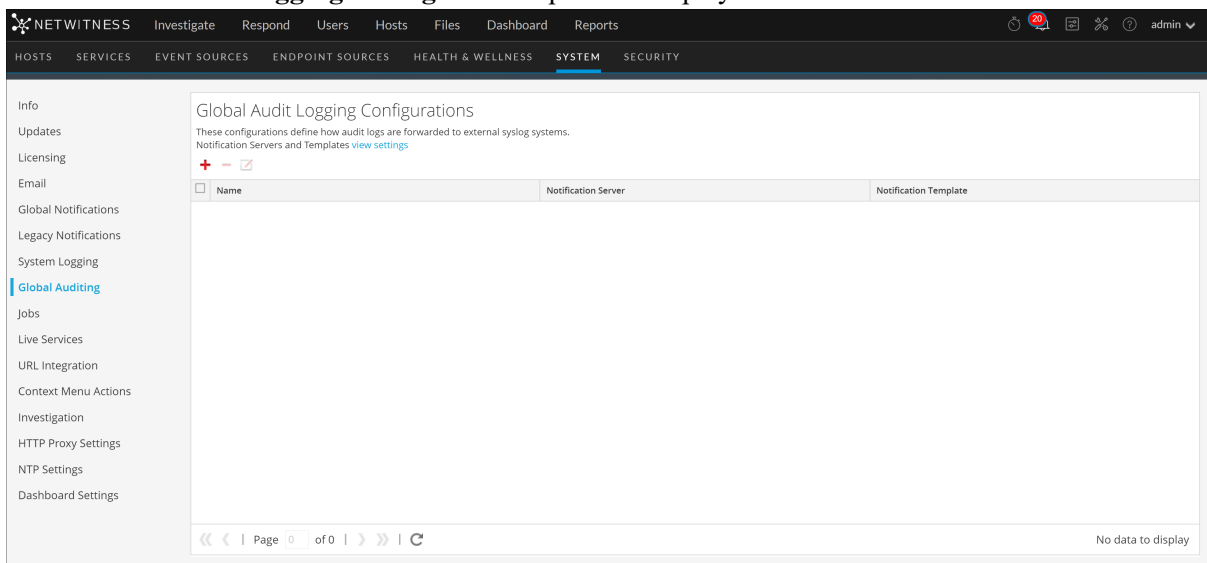 NETWITNESS Investigate Respond Users Hosts Files Dashboard Reports 20 admin
HOSTS SERVICES EVENT SOURCES ENDPOINT SOURCES HEALTH & WELLNESS SYSTEM SECURITY
Info
Updates
Licensing
Email
Global Notifications
Legacy Notifications
System Logging
Global Auditing
Jobs
Live Services
URL Integration
Context Menu Actions
Investigation
HTTP Proxy Settings
NTP Settings
Dashboard Settings
Global Audit Logging Configurations
These configurations define how audit logs are forwarded to external syslog systems.
Notification Servers and Templates view settings
Name Notification Server Notification Template
Page 0 of 0 No data to display